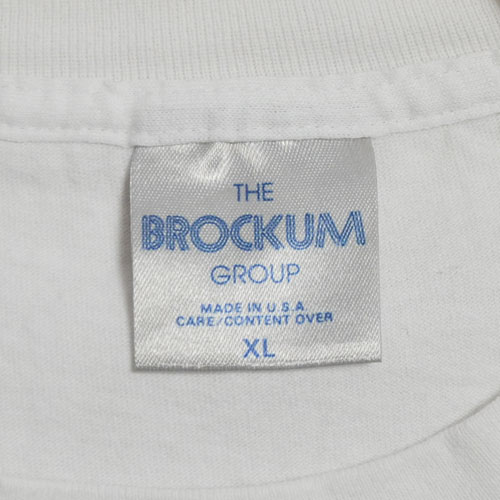 THE
BROCKUM
GROUP
MADE IN U.S.A
CARE/CONTENT OVER
XL